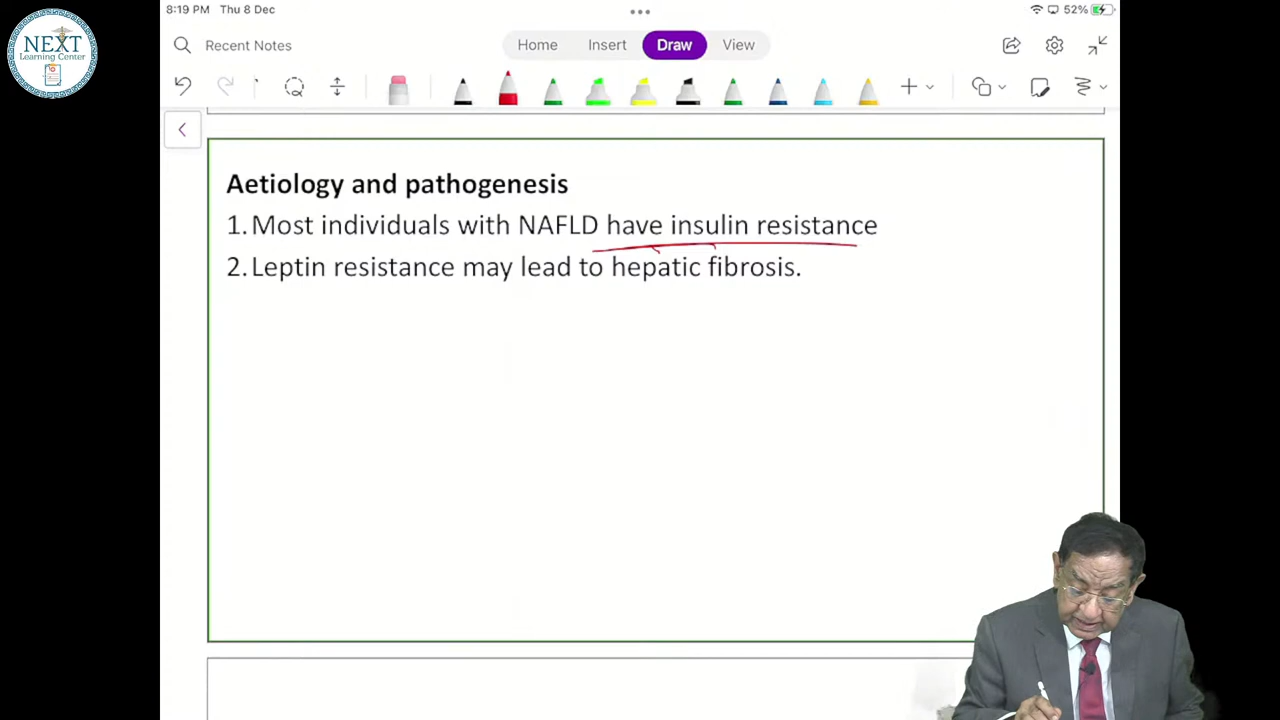 8:19 PM Thu 8 Dec
52%
NEXT
Learning Center
Recent Notes
Home Insert Draw View
Aetiology and pathogenesis
1. Most individuals with NAFLD have insulin resistance
2. Leptin resistance may lead to hepatic fibrosis.